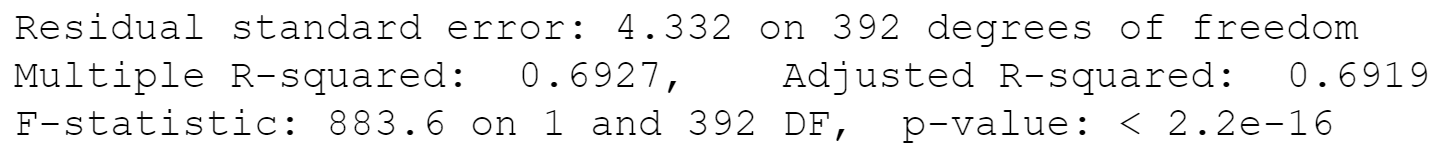 Residual standard error: 4.332 on 392 degrees of freedom
Multiple R-squared:  0.6927,    Adjusted R-squared:  0.6919
F-statistic: 883.6 on 1 and 392 DF,  p-value: < 2.2e-16